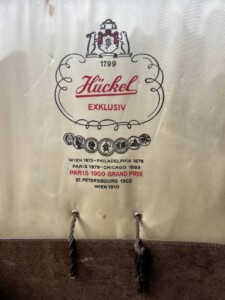 1799
Hückel
EXKLUSIV
WIEN 1873-PHILADELPHIA 1876
PARIS 1878-CHICAGO 1893
PARIS 1900 GRAND PRIX
ST. PETERSBOURG 1902
WIEN 1910